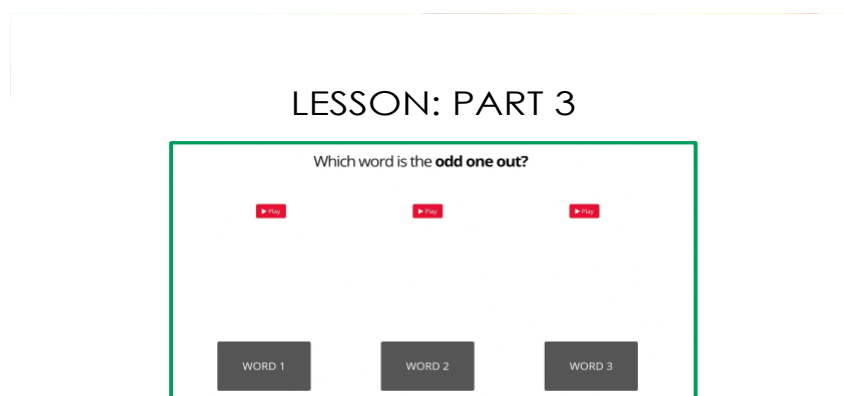 LESSON: PART 3
Which word is the odd one out?
▶ Play ▶ Play ▶ Play
WORD 1 WORD 2 WORD 3